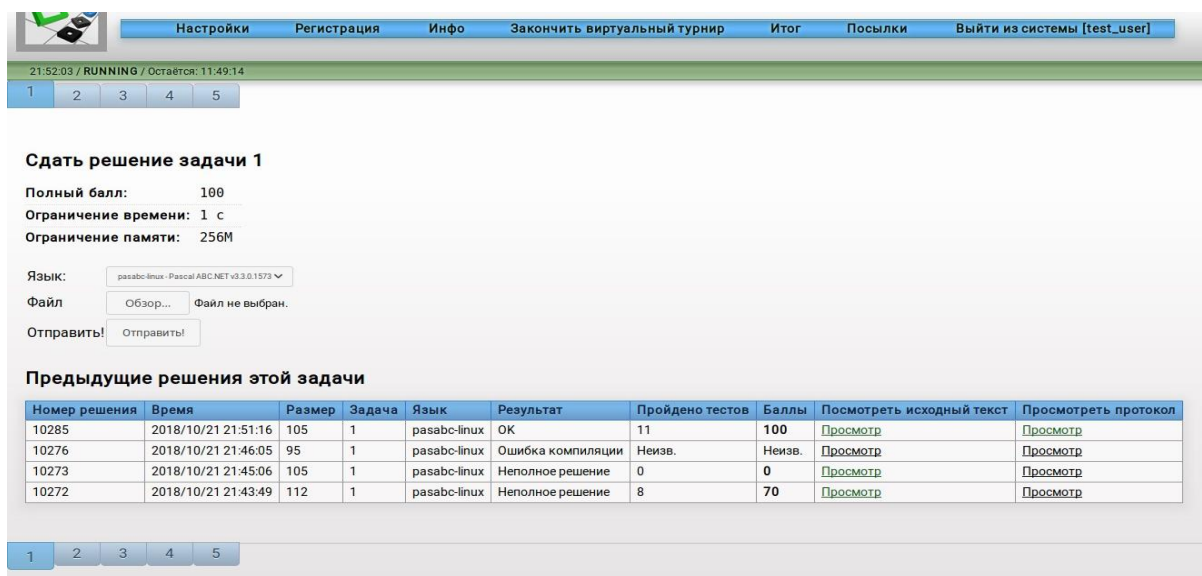 Настройки Регистрация Инфо Закончить виртуальный турнир Итог Посылки Выйти из системы [test_user]
21:52:03 / RUNNING / Остаётся: 11:49:14
1 2 3 4 5
Сдать решение задачи 1
Полный балл: 100
Ограничение времени: 1 с
Ограничение памяти: 256M
Язык: pasabc-linux - Pascal ABC.NET v3.3.0.1573
Файл Обзор... Файл не выбран.
Отправить! Отправить!
Предыдущие решения этой задачи
Номер решения Время Размер Задача Язык Результат Пройдено тестов Баллы Посмотреть исходный текст Просмотреть протокол
10285 2018/10/21 21:51:16 105 1 pasabc-linux OK 11 100 Просмотр Просмотр
10276 2018/10/21 21:46:05 95 1 pasabc-linux Ошибка компиляции Неизв. Неизв. Просмотр Просмотр
10273 2018/10/21 21:45:06 105 1 pasabc-linux Неполное решение 0 0 Просмотр Просмотр
10272 2018/10/21 21:43:49 112 1 pasabc-linux Неполное решение 8 70 Просмотр Просмотр
1 2 3 4 5